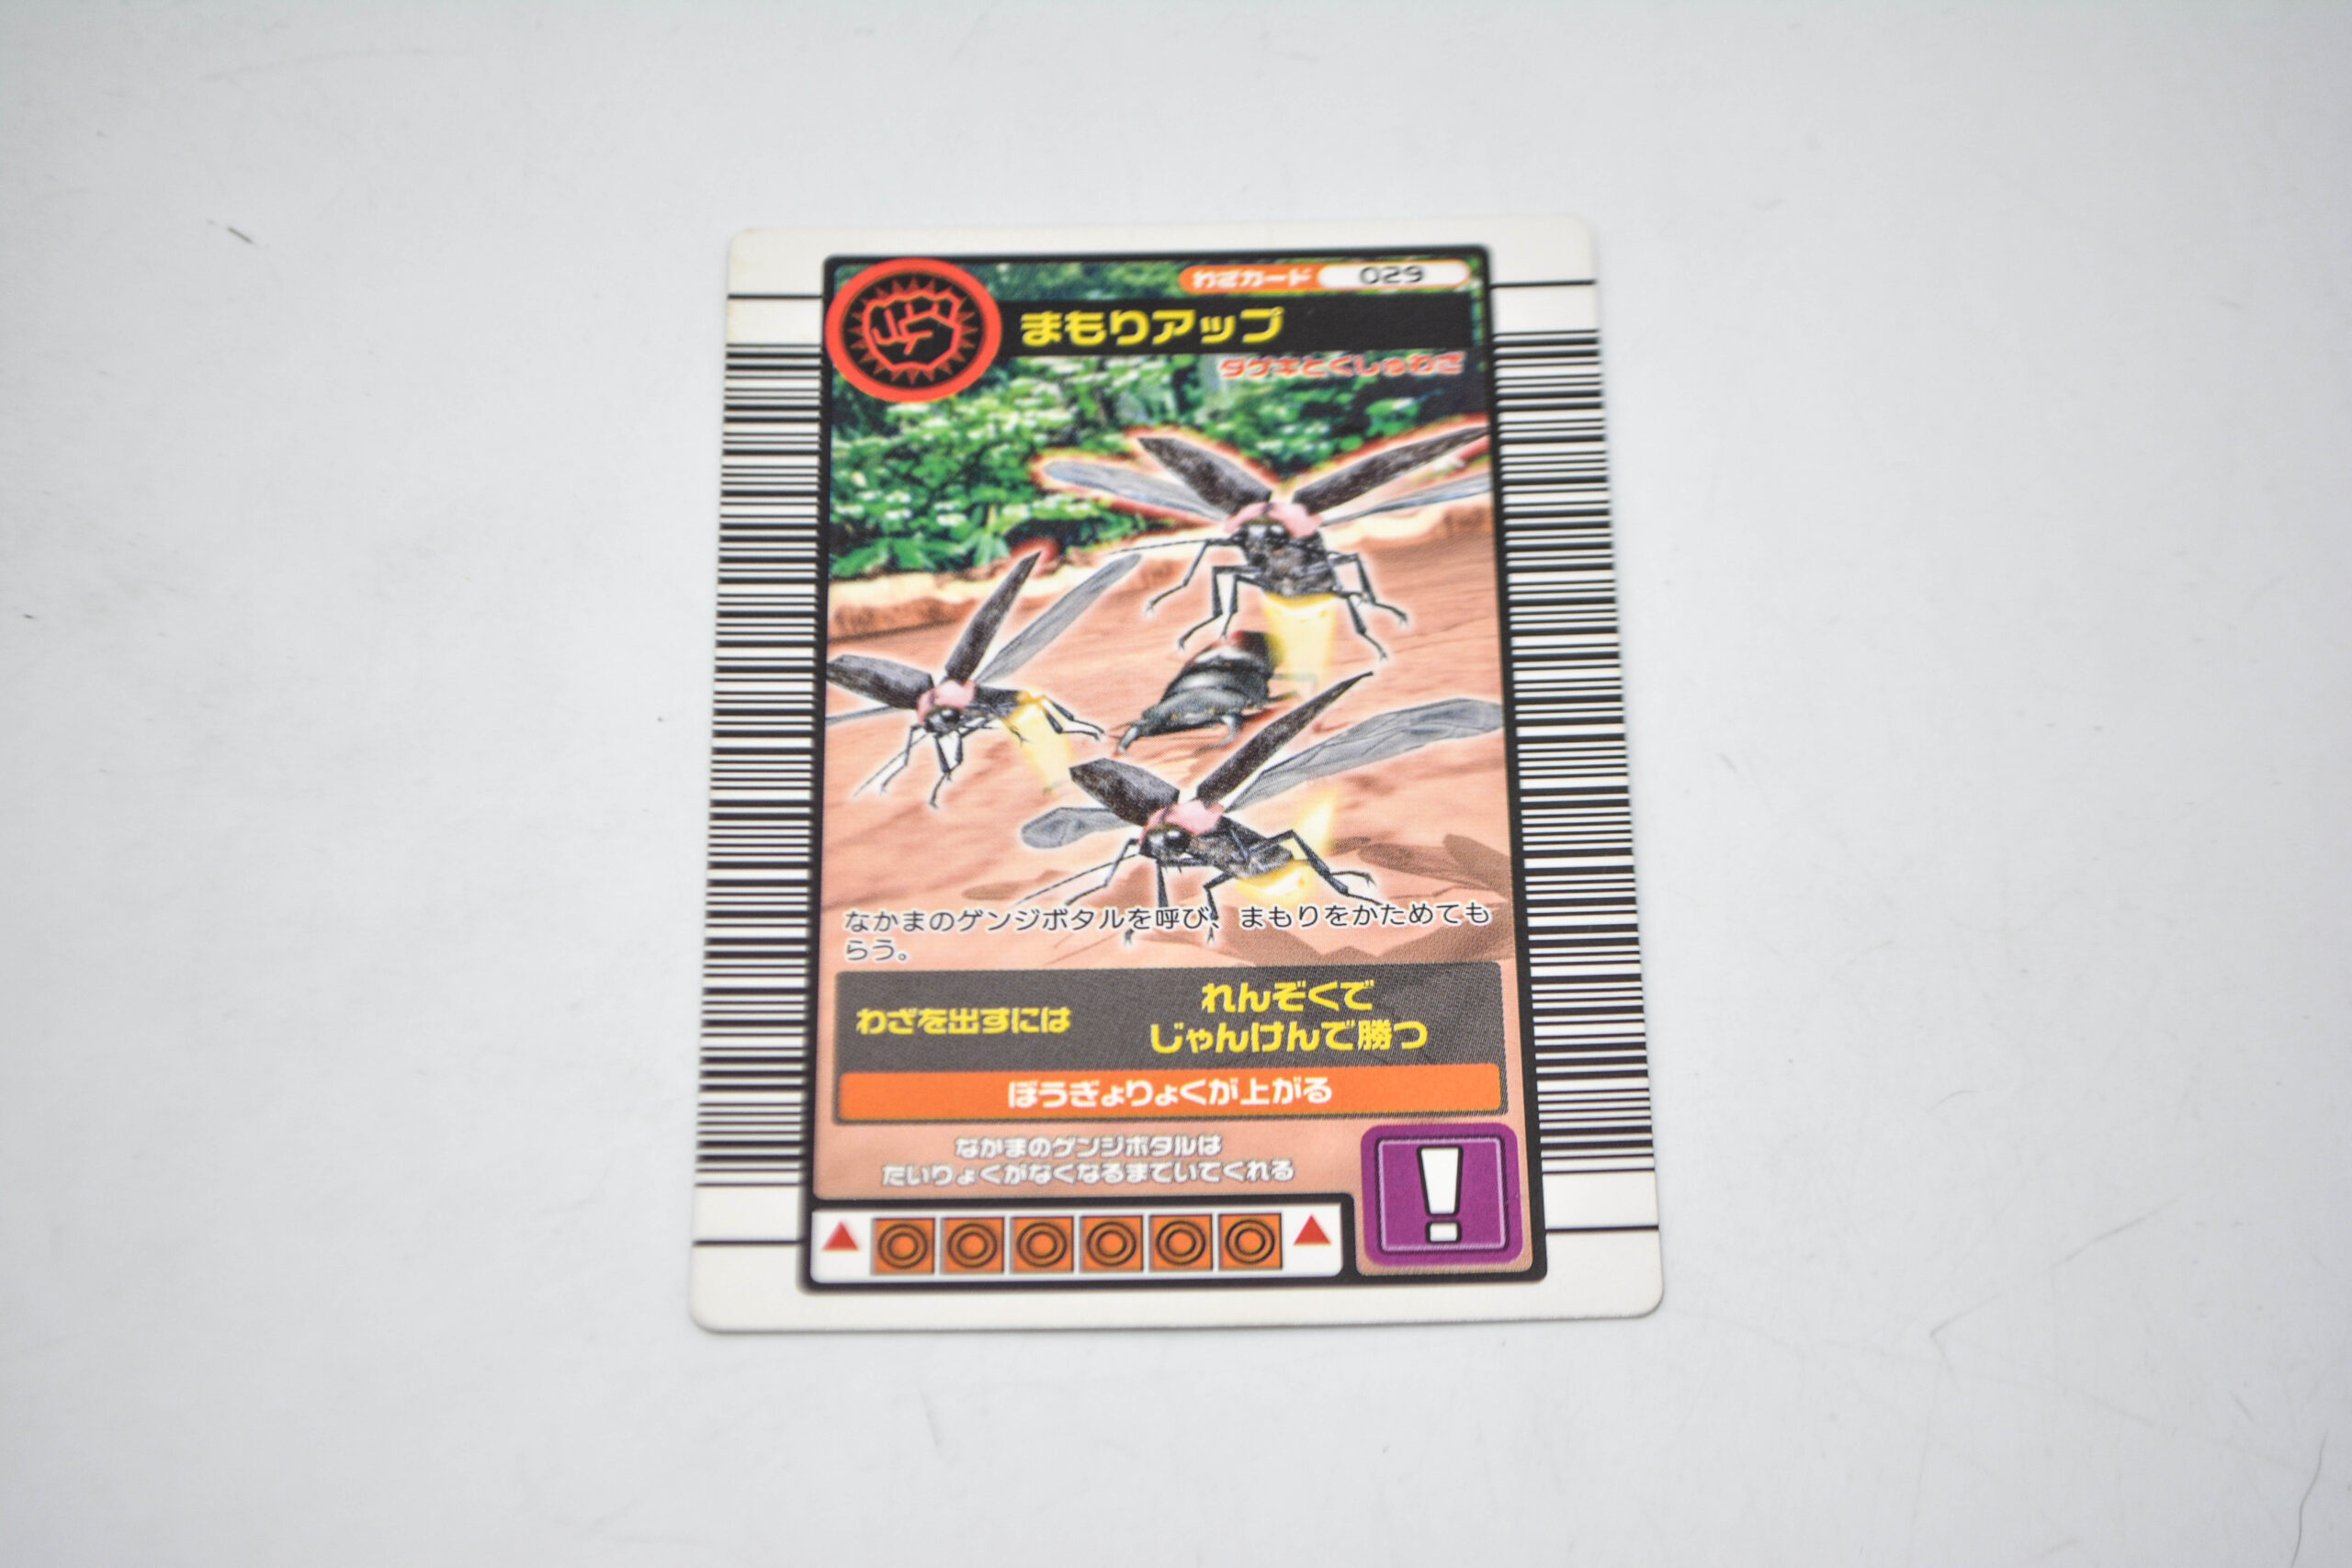 わざカード 029
まもりアップ
ダゲキとくしゅわざ
なかまのゲンジボタルを呼び、まもりをかためても
らう。
わざを出すには
れんぞくで
じゃんけんで勝つ
ぼうぎょりょくが上がる
なかまのゲンジボタルは
たいりょくがなくなるまでいてくれる